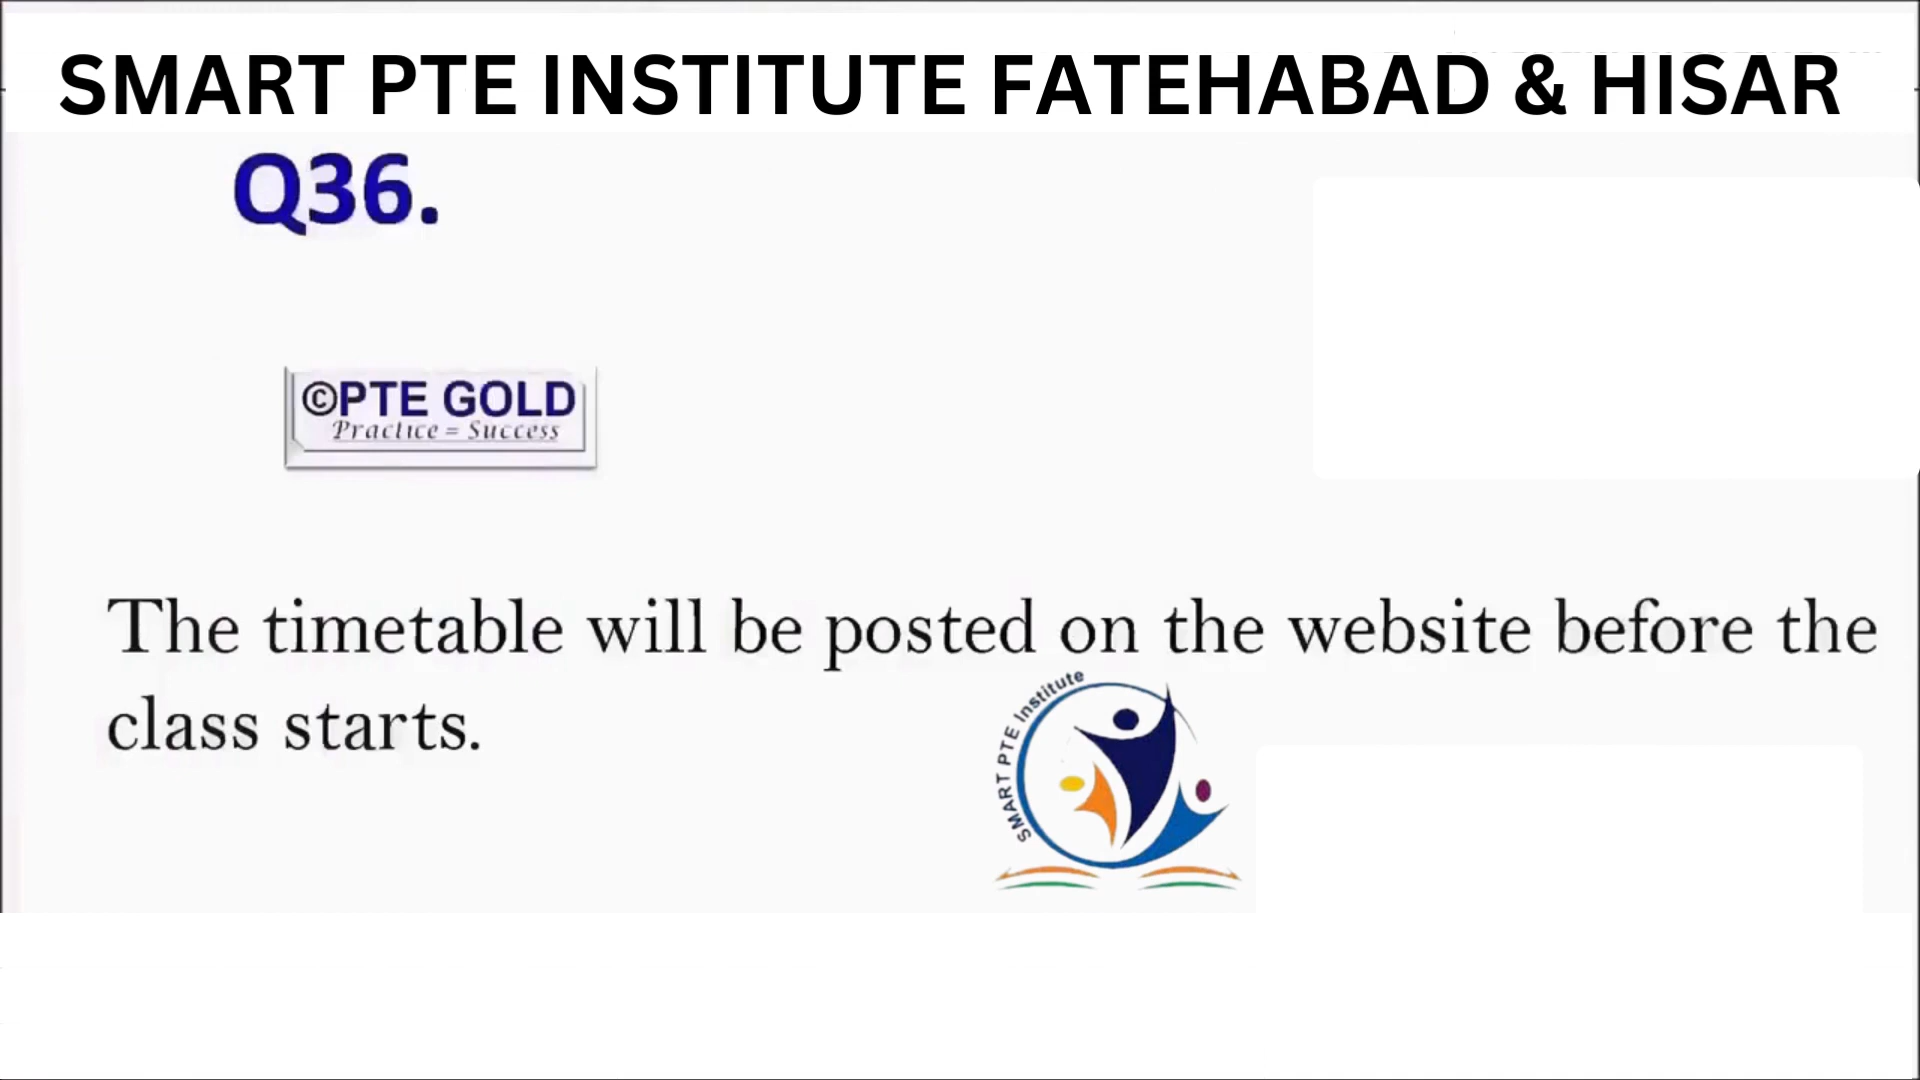 SMART PTE INSTITUTE FATEHABAD & HISAR
Q36.
©PTE GOLD
Practice = Success
The timetable will be posted on the website before the
class starts.
SMART PTE Institute